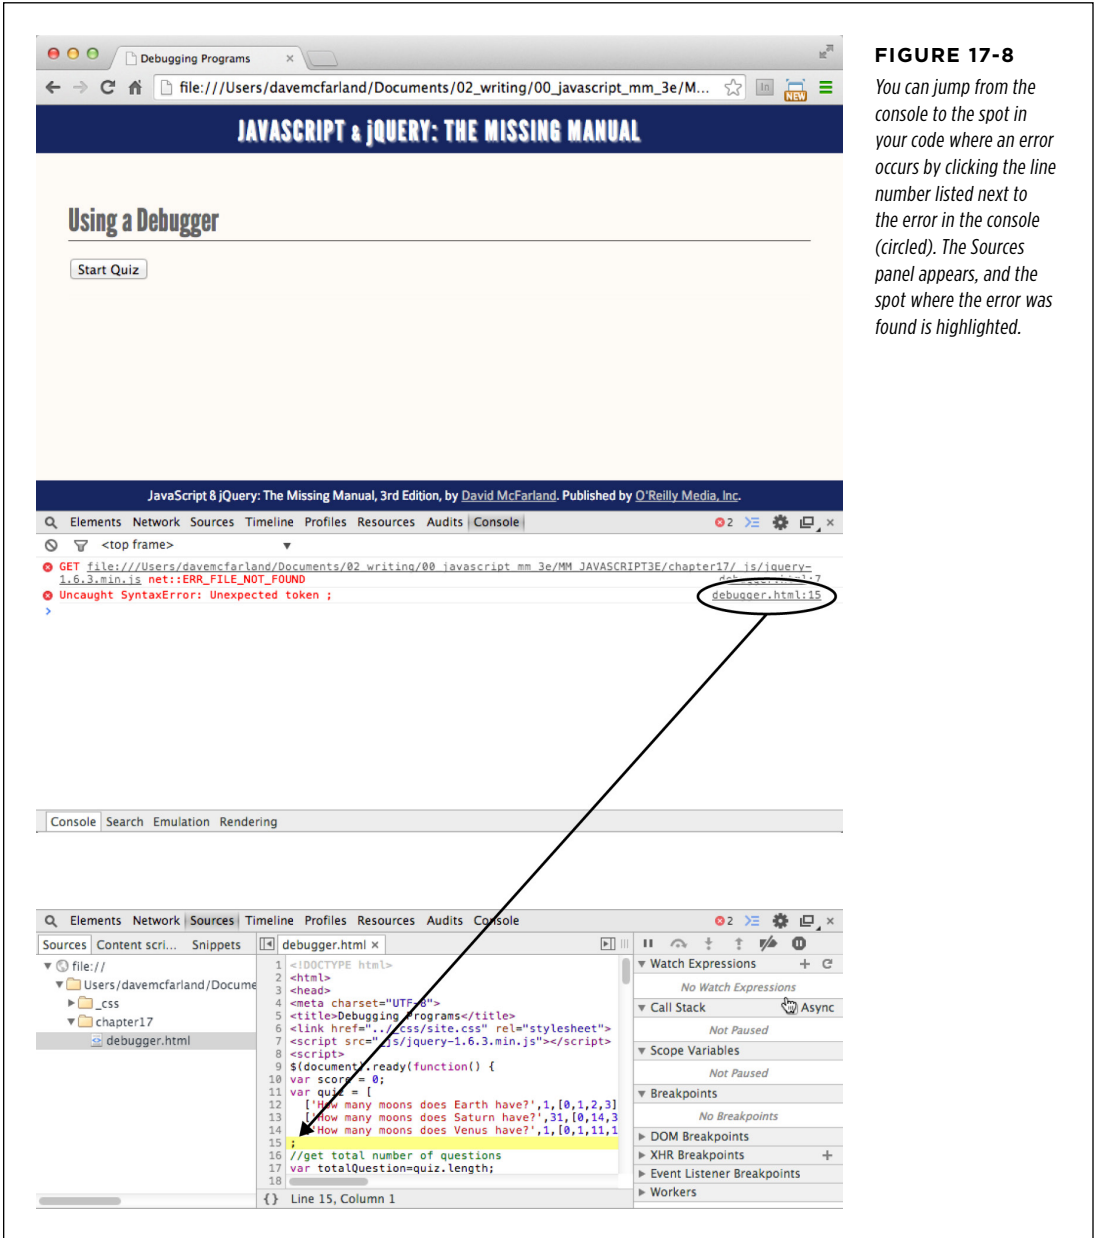 Debugging Programs ×
file:///Users/davemcfarland/Documents/02_writing/00_javascript_mm_3e/M...
NEW
JAVASCRIPT & jQUERY: THE MISSING MANUAL
Using a Debugger
Start Quiz
JavaScript & jQuery: The Missing Manual, 3rd Edition, by David McFarland. Published by O'Reilly Media, Inc.
Elements Network Sources Timeline Profiles Resources Audits Console 2 ×
<top frame> ▼
GET file:///Users/davemcfarland/Documents/02_writing/00_javascript_mm_3e/MM_JAVASCRIPT3E/chapter17/_js/jquery-
1.6.3.min.js net::ERR_FILE_NOT_FOUND debugger.html:7
Uncaught SyntaxError: Unexpected token ; debugger.html:15
>
Console Search Emulation Rendering
Elements Network Sources Timeline Profiles Resources Audits Console 2 ×
Sources Content scri... Snippets debugger.html ×
file://
Users/davemcfarland/Docume
_css
chapter17
debugger.html
1 <!DOCTYPE html>
2 <html>
3 <head>
4 <meta charset="UTF-8">
5 <title>Debugging Programs</title>
6 <link href="../_css/site.css" rel="stylesheet">
7 <script src="_js/jquery-1.6.3.min.js"></script>
8 <script>
9 $(document).ready(function() {
10 var score = 0;
11 var quiz = [
12 ['How many moons does Earth have?',1,[0,1,2,3]
13 ['How many moons does Saturn have?',31,[0,14,3
14 ['How many moons does Venus have?',1,[0,1,11,1
15 ;
16 //get total number of questions
17 var totalQuestion=quiz.length;
18
{} Line 15, Column 1
Watch Expressions +
No Watch Expressions
Call Stack Async
Not Paused
Scope Variables
Not Paused
Breakpoints
No Breakpoints
DOM Breakpoints
XHR Breakpoints +
Event Listener Breakpoints
Workers
FIGURE 17-8
You can jump from the
console to the spot in
your code where an error
occurs by clicking the line
number listed next to
the error in the console
(circled). The Sources
panel appears, and the
spot where the error was
found is highlighted.